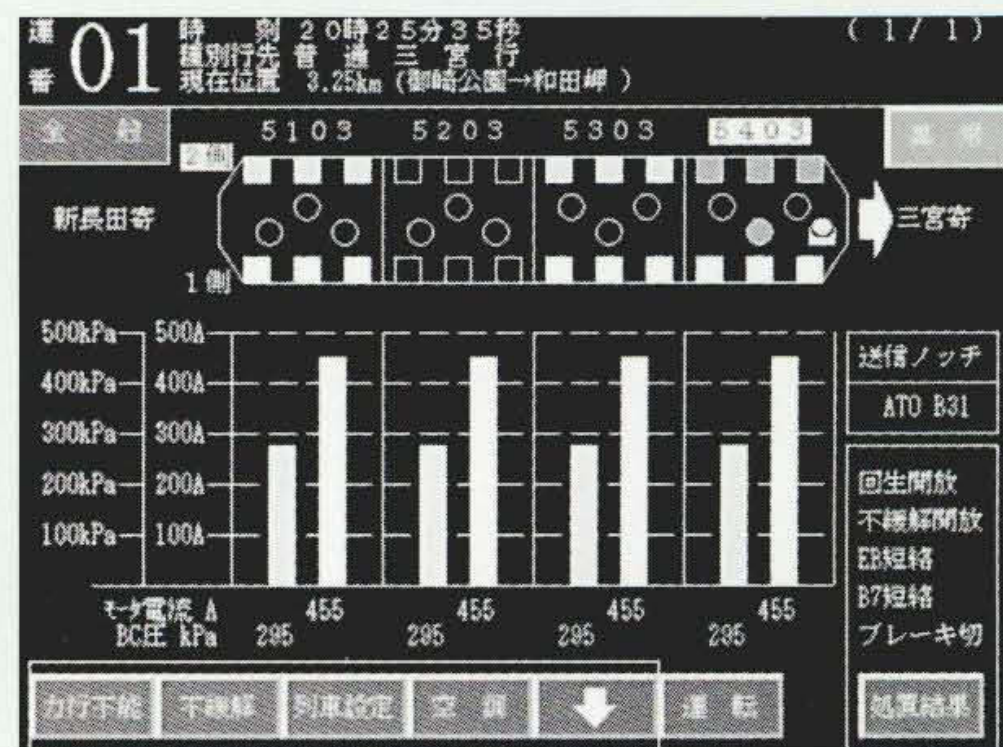 運番 01
時刻 20時25分35秒
種別行先 普通 三宮行
現在位置 3.25km (御崎公園→和田岬)
(1/1)
全般
5103 5203 5303 5403
2側
新長田寄
三宮寄
1側
500kPa 500A
400kPa 400A
300kPa 300A
200kPa 200A
100kPa 100A
送信ノッチ
ATO B31
回生開放
不緩解開放
EB短絡
B7短絡
ブレーキ切
モータ電流 A 455 455 455 455
BC圧 kPa 295 295 295 295
力行不能 不緩解 列車設定 空調 運転 処置結果